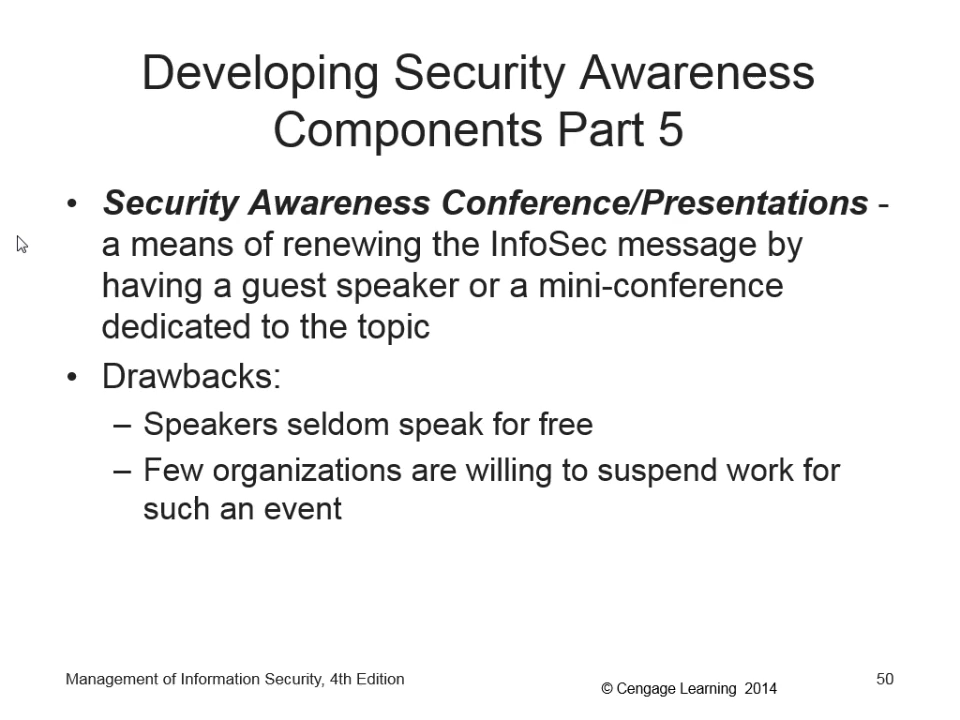 Developing Security Awareness
Components Part 5
• Security Awareness Conference/Presentations -
a means of renewing the InfoSec message by
having a guest speaker or a mini-conference
dedicated to the topic
• Drawbacks:
– Speakers seldom speak for free
– Few organizations are willing to suspend work for
such an event
Management of Information Security, 4th Edition
© Cengage Learning 2014
50